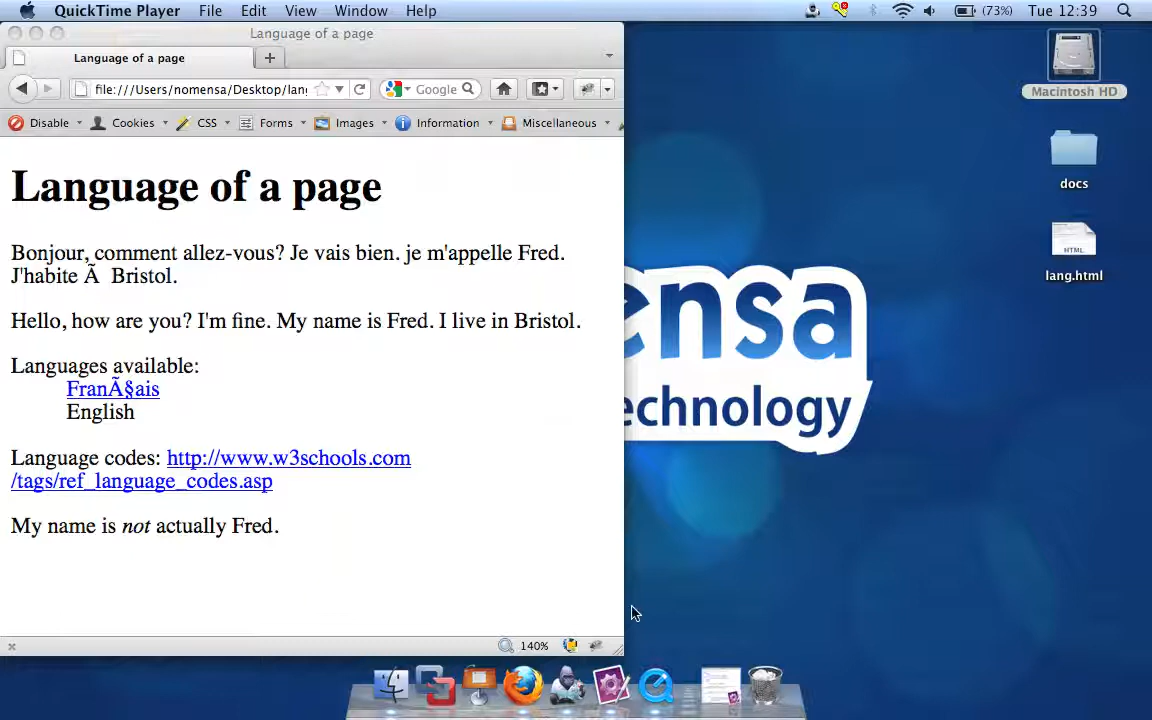 QuickTime Player File Edit View Window Help (73%) Tue 12:39
Language of a page
Language of a page
file:///Users/nomensa/Desktop/lan Google
Disable Cookies CSS Forms Images Information Miscellaneous
Language of a page
Bonjour, comment allez-vous? Je vais bien. je m'appelle Fred.
J'habite Ã  Bristol.
Hello, how are you? I'm fine. My name is Fred. I live in Bristol.
Languages available:
FranÃ§ais
English
Language codes: http://www.w3schools.com
/tags/ref_language_codes.asp
My name is not actually Fred.
140%
ensa
echnology
Macintosh HD
docs
HTML
lang.html